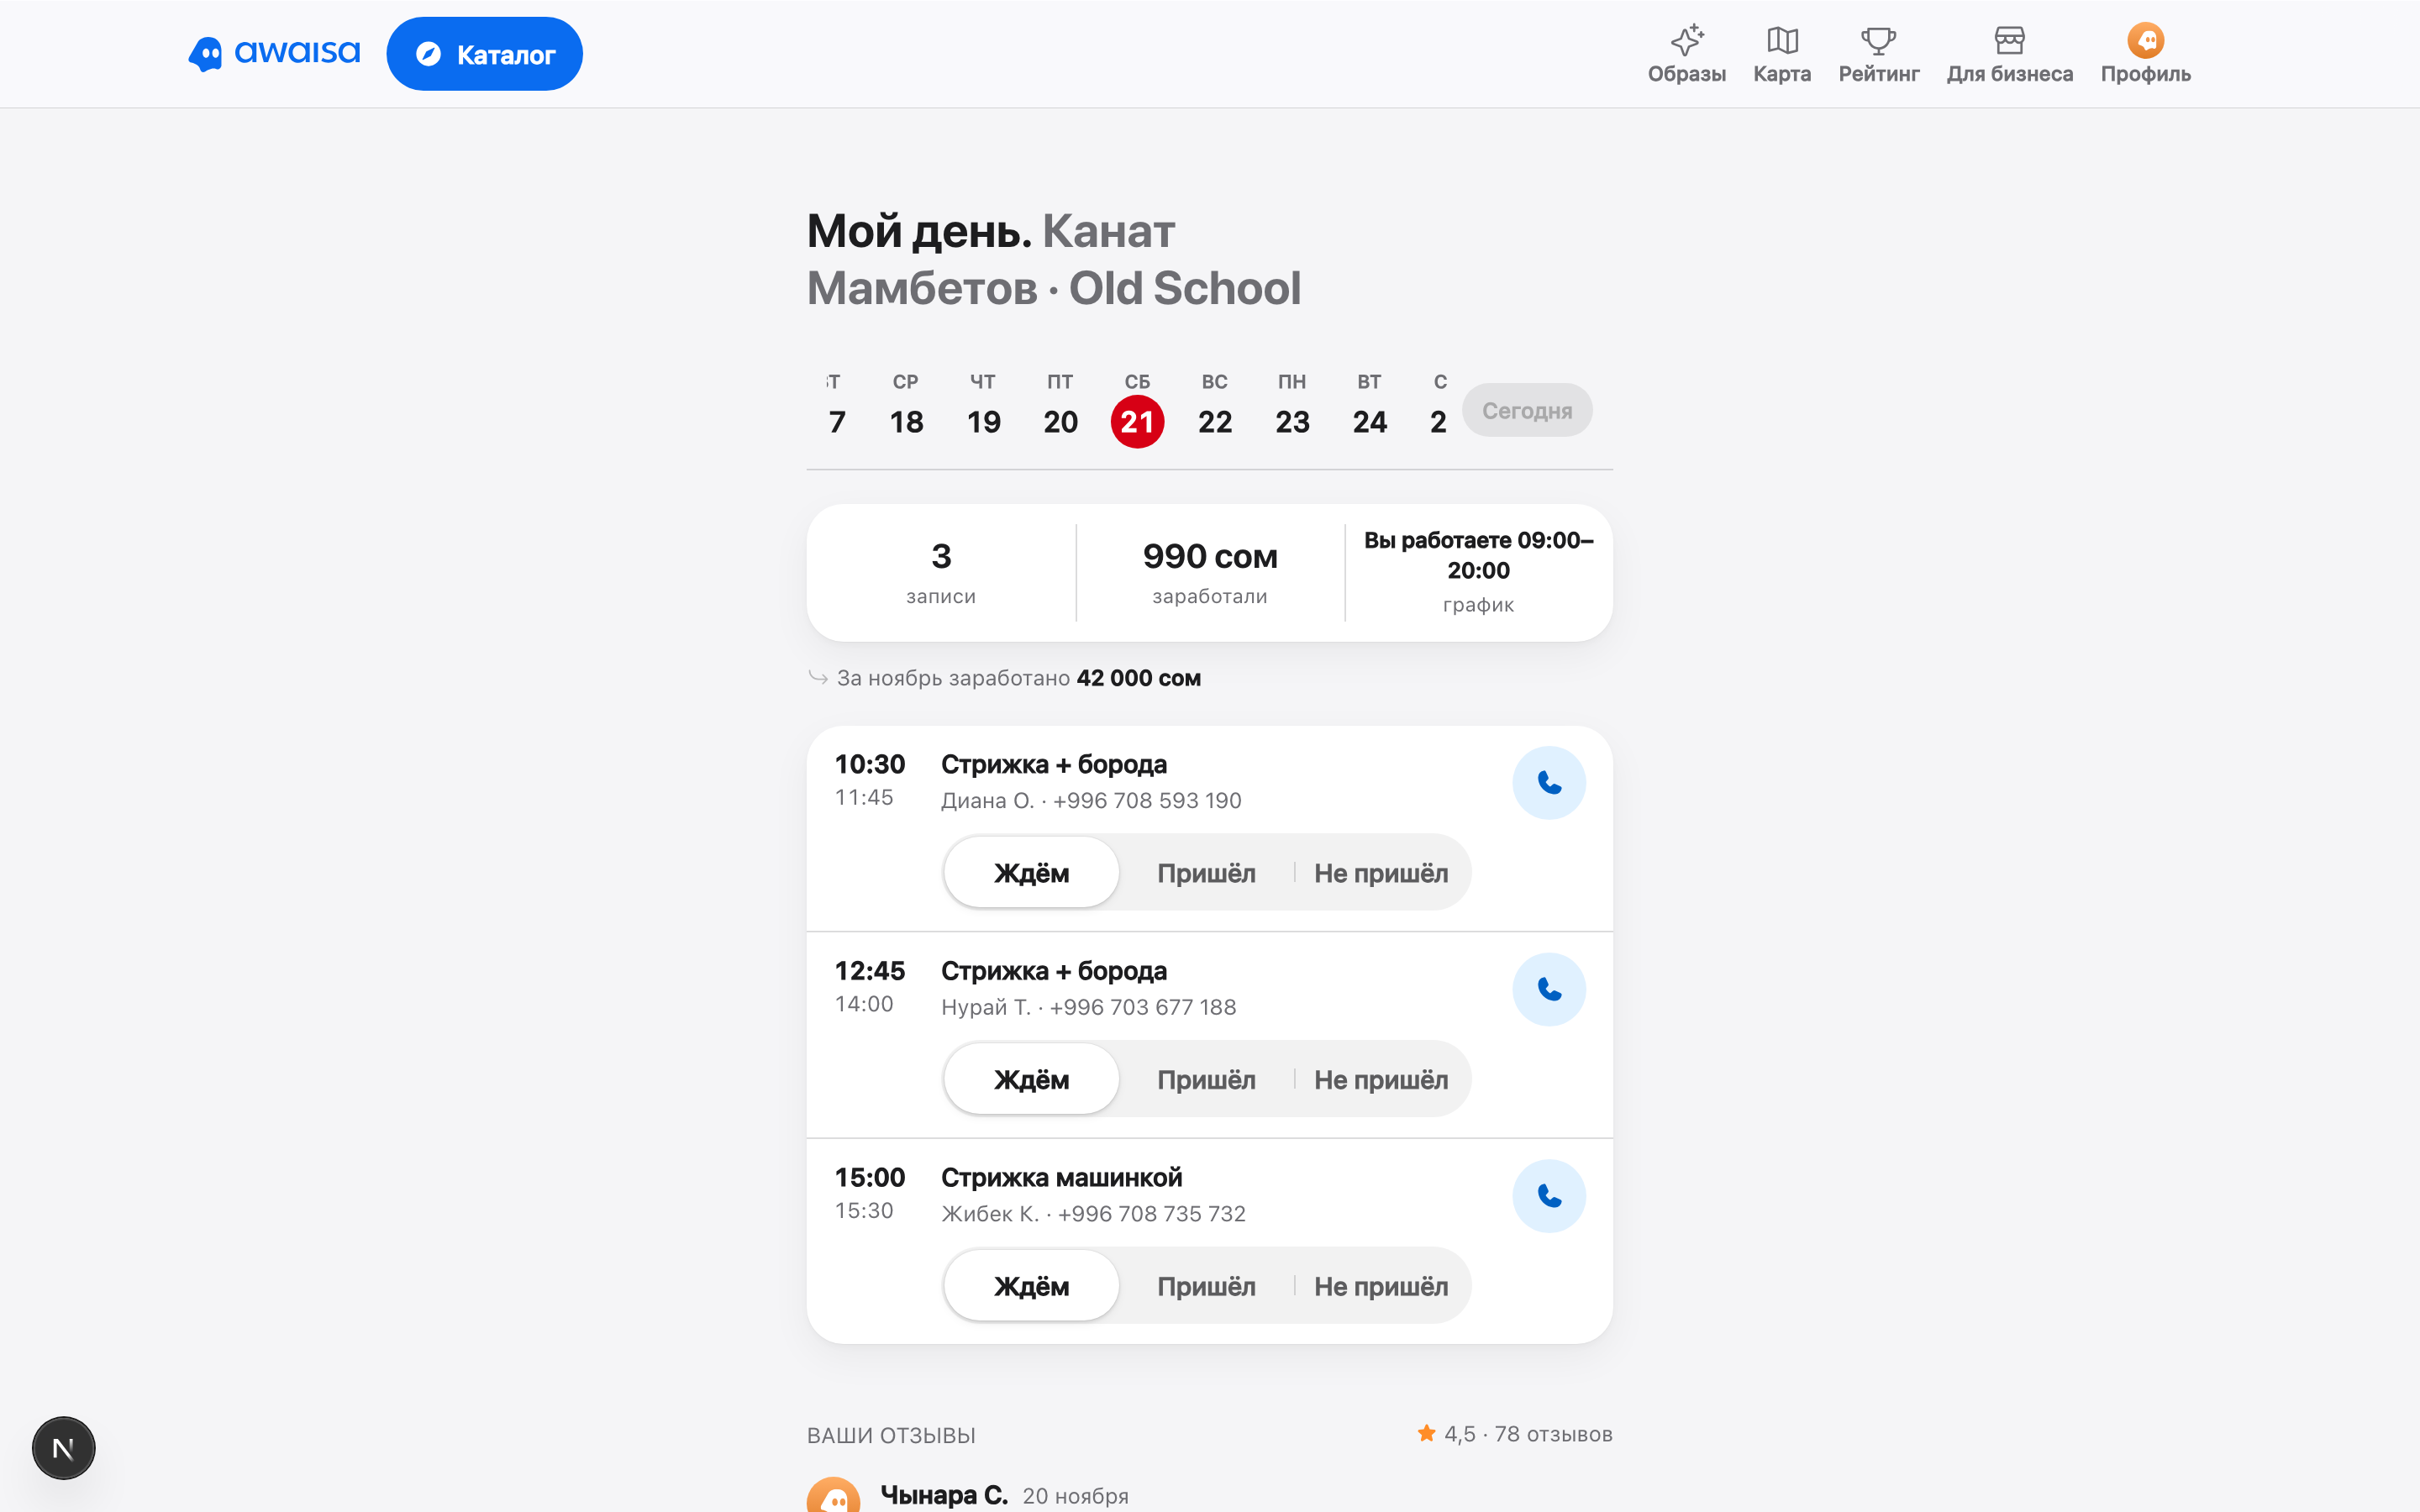 awaisa
Каталог
Образы
Карта
Рейтинг
Для бизнеса
Профиль
Мой день. Канат
Мамбетов · Old School
Т СР ЧТ ПТ СБ ВС ПН ВТ С
7 18 19 20 21 22 23 24 2
Сегодня
3
записи
990 сом
заработали
Вы работаете 09:00–
20:00
график
За ноябрь заработано 42 000 сом
10:30
11:45
Стрижка + борода
Диана О. · +996 708 593 190
Ждём
Пришёл
Не пришёл
12:45
14:00
Стрижка + борода
Нурай Т. · +996 703 677 188
Ждём
Пришёл
Не пришёл
15:00
15:30
Стрижка машинкой
Жибек К. · +996 708 735 732
Ждём
Пришёл
Не пришёл
ВАШИ ОТЗЫВЫ
4,5 · 78 отзывов
Чынара С. 20 ноября
N